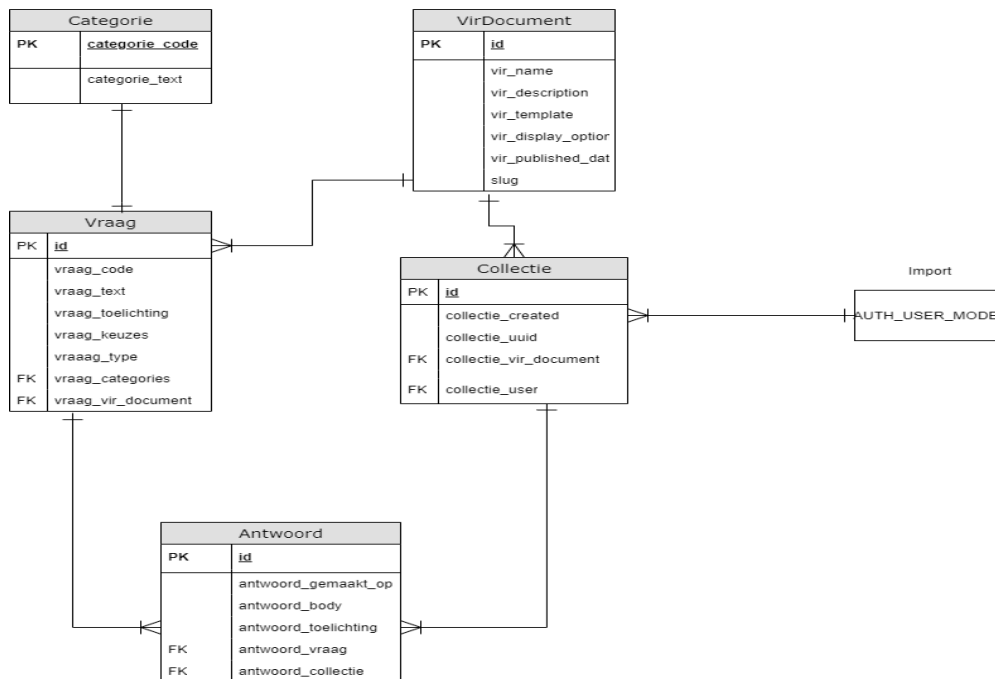 Categorie
PK categorie_code
categorie_text
VirDocument
PK id
vir_name
vir_description
vir_template
vir_display_option
vir_published_dat
slug
Vraag
PK id
vraag_code
vraag_text
vraag_toelichting
vraag_keuzes
vraaag_type
FK vraag_categories
FK vraag_vir_document
Collectie
PK id
collectie_created
collectie_uuid
FK collectie_vir_document
FK collectie_user
Import
AUTH_USER_MODE
Antwoord
PK id
antwoord_gemaakt_op
antwoord_body
antwoord_toelichting
FK antwoord_vraag
FK antwoord_collectie